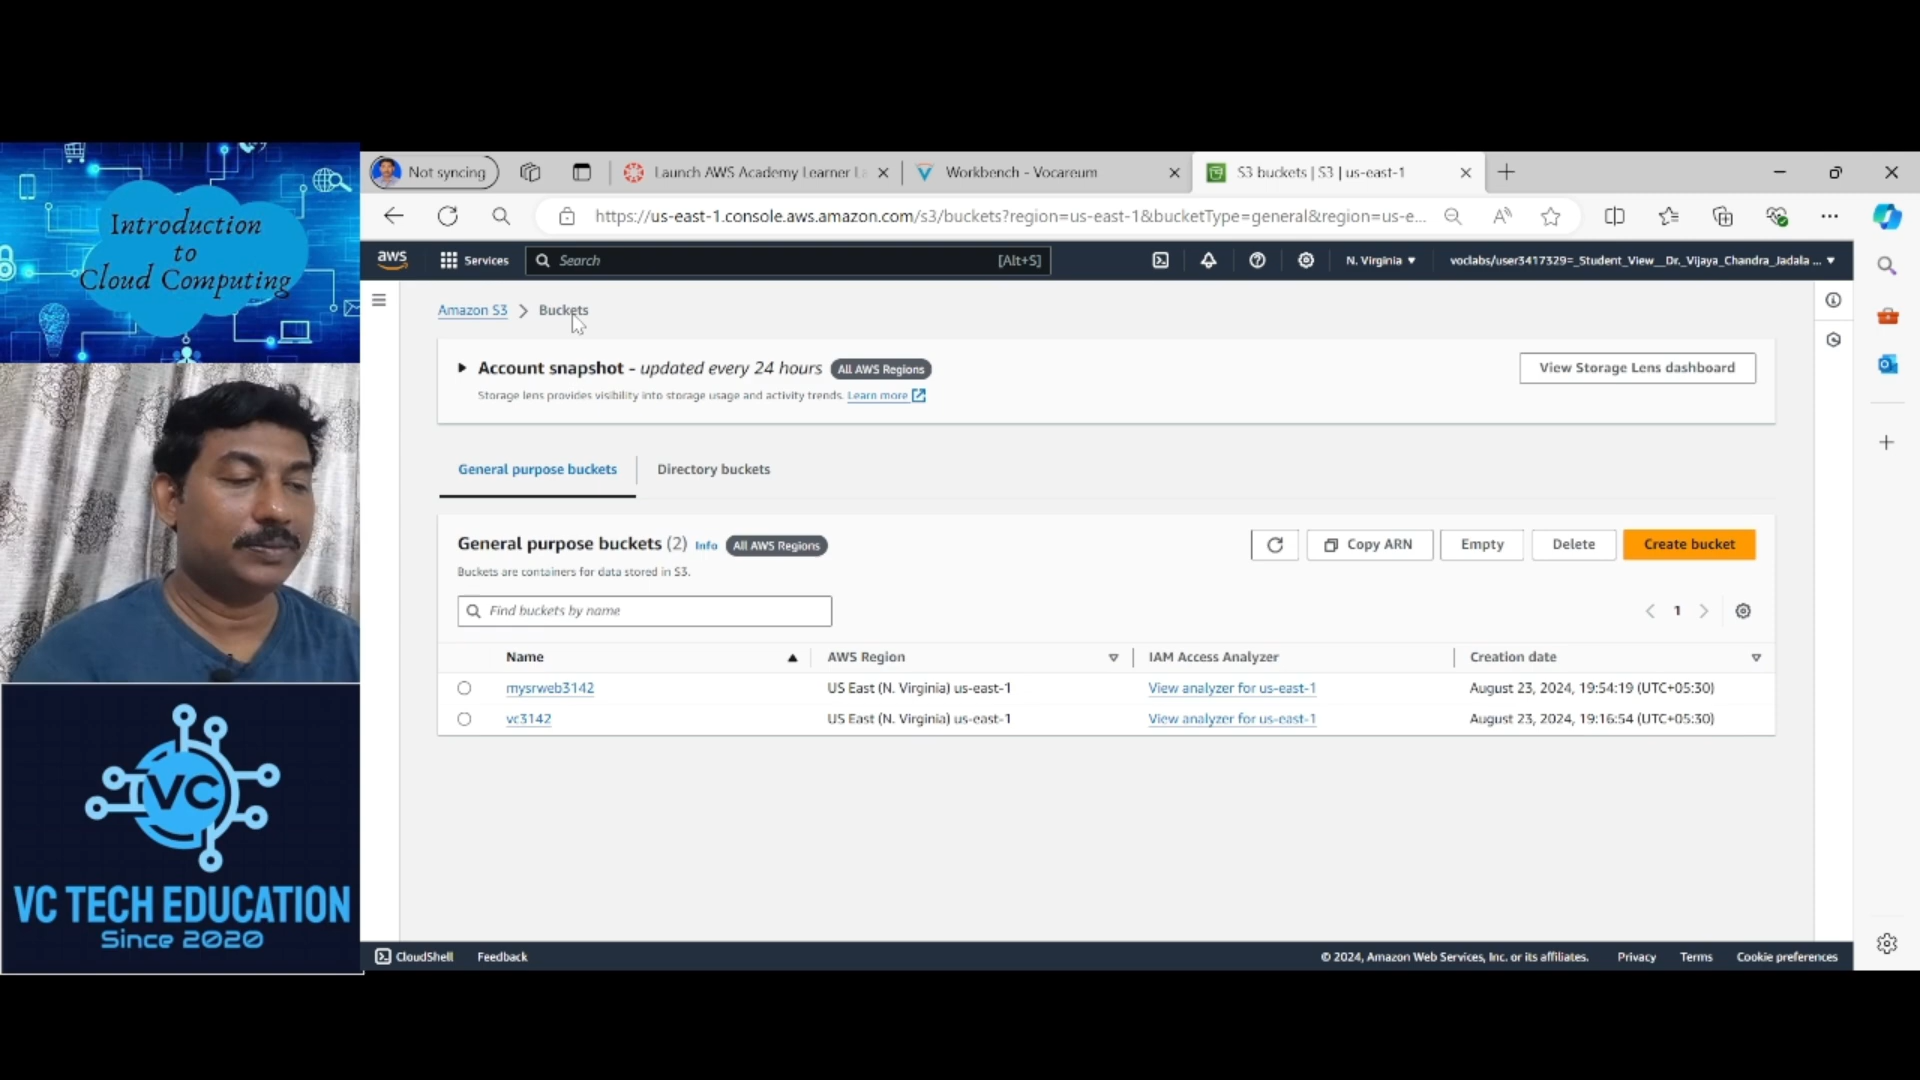 Introduction
to
Cloud Computing
VC
VC TECH EDUCATION
Since 2020
Not syncing
Launch AWS Academy Learner La
Workbench - Vocareum
S3 buckets | S3 | us-east-1
https://us-east-1.console.aws.amazon.com/s3/buckets?region=us-east-1&bucketType=general&region=us-e...
aws
Services
Search
[Alt+S]
N. Virginia
voclabs/user3417329=_Student_View__Dr._Vijaya_Chandra_Jadala ...
Amazon S3
Buckets
Account snapshot - updated every 24 hours
All AWS Regions
View Storage Lens dashboard
Storage lens provides visibility into storage usage and activity trends. Learn more
General purpose buckets
Directory buckets
General purpose buckets (2) Info All AWS Regions
Copy ARN
Empty
Delete
Create bucket
Buckets are containers for data stored in S3.
Find buckets by name
1
Name AWS Region IAM Access Analyzer Creation date
mysrweb3142 US East (N. Virginia) us-east-1 View analyzer for us-east-1 August 23, 2024, 19:54:19 (UTC+05:30)
vc3142 US East (N. Virginia) us-east-1 View analyzer for us-east-1 August 23, 2024, 19:16:54 (UTC+05:30)
CloudShell
Feedback
© 2024, Amazon Web Services, Inc. or its affiliates.
Privacy
Terms
Cookie preferences